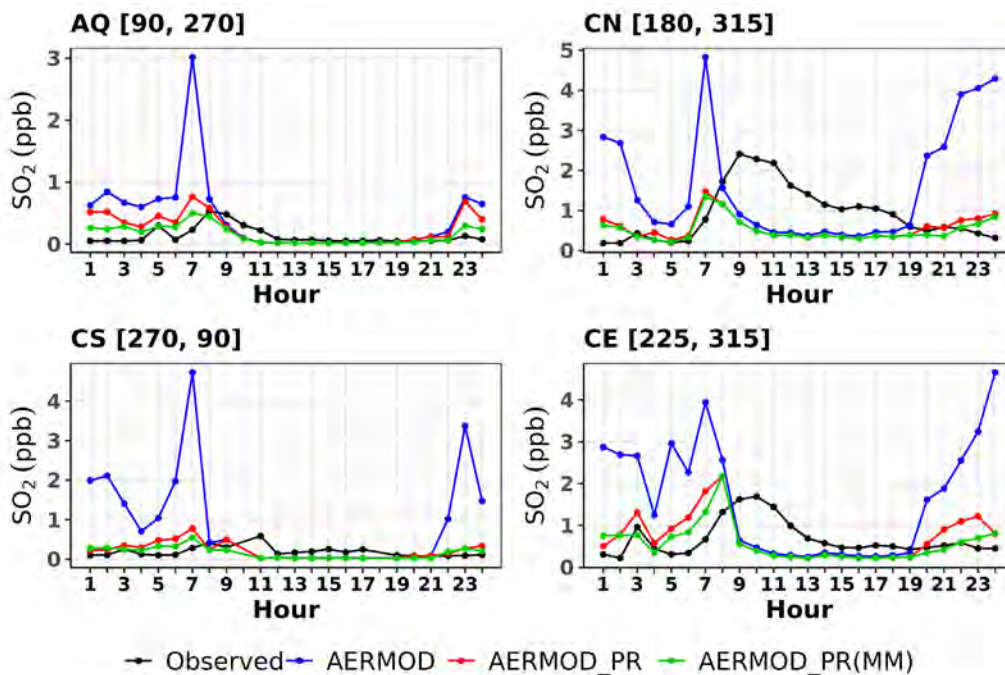 AQ [90, 270]
SO₂ (ppb)
3
2
1
0
1 3 5 7 9 11 13 15 17 19 21 23
Hour
CN [180, 315]
SO₂ (ppb)
5
4
3
2
1
0
1 3 5 7 9 11 13 15 17 19 21 23
Hour
CS [270, 90]
SO₂ (ppb)
4
3
2
1
0
1 3 5 7 9 11 13 15 17 19 21 23
Hour
CE [225, 315]
SO₂ (ppb)
4
3
2
1
0
1 3 5 7 9 11 13 15 17 19 21 23
Hour
Observed AERMOD AERMOD_PR AERMOD_PR(MM)